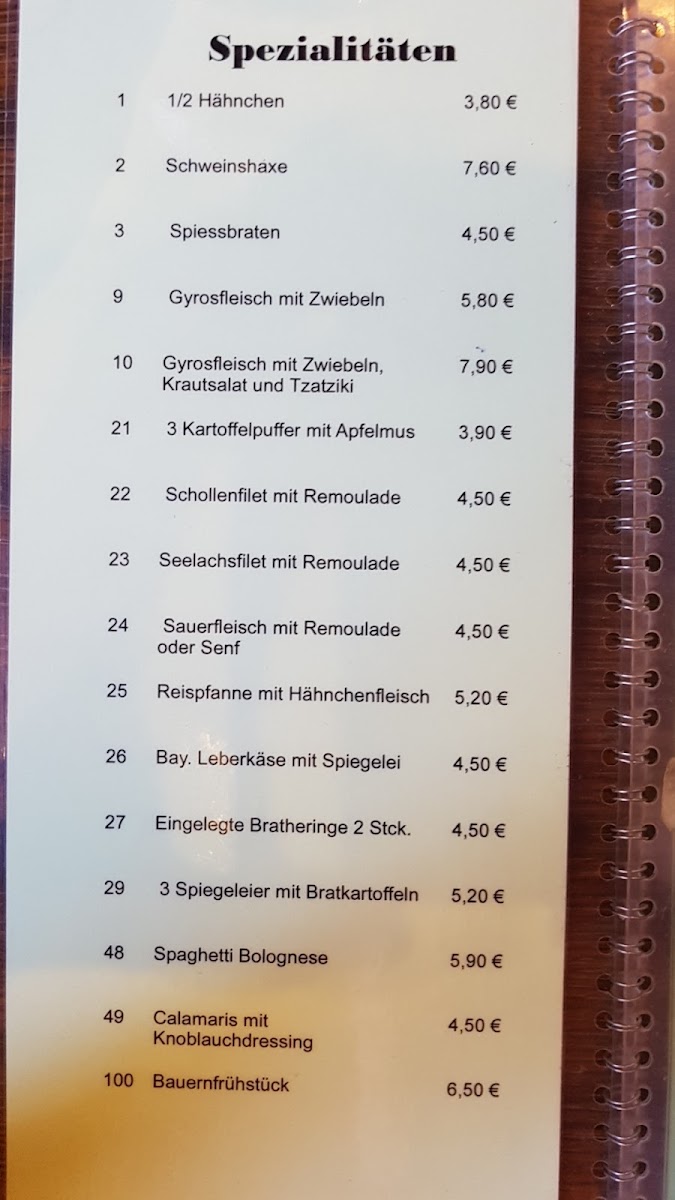 Spezialitäten
1 1/2 Hähnchen 3,80 €
2 Schweinshaxe 7,60 €
3 Spiessbraten 4,50 €
9 Gyrosfleisch mit Zwiebeln 5,80 €
10 Gyrosfleisch mit Zwiebeln, 7,90 €
Krautsalat und Tzatziki
21 3 Kartoffelpuffer mit Apfelmus 3,90 €
22 Schollenfilet mit Remoulade 4,50 €
23 Seelachsfilet mit Remoulade 4,50 €
24 Sauerfleisch mit Remoulade 4,50 €
oder Senf
25 Reispfanne mit Hähnchenfleisch 5,20 €
26 Bay. Leberkäse mit Spiegelei 4,50 €
27 Eingelegte Bratheringe 2 Stck. 4,50 €
29 3 Spiegeleier mit Bratkartoffeln 5,20 €
48 Spaghetti Bolognese 5,90 €
49 Calamaris mit 4,50 €
Knoblauchdressing
100 Bauernfrühstück 6,50 €